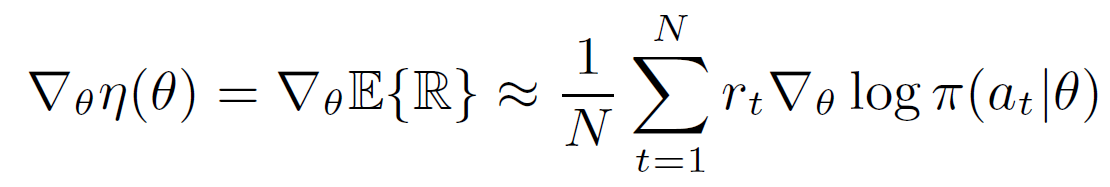 ∇θη(θ) = ∇θ𝔼{ℝ} ≈ 1/N ∑_{t=1}^{N} r_t∇θ log π(a_t|θ)